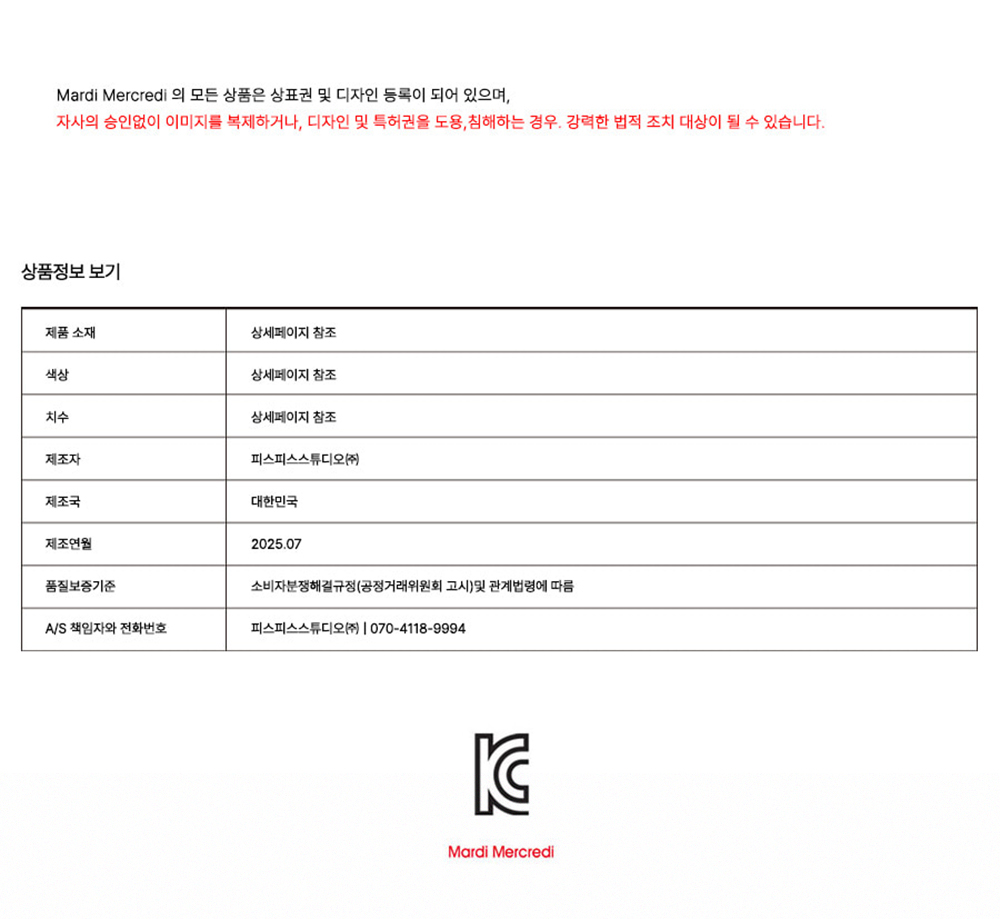 Mardi Mercredi 의 모든 상품은 상표권 및 디자인 등록이 되어 있으며,
자사의 승인없이 이미지를 복제하거나, 디자인 및 특허권을 도용,침해하는 경우. 강력한 법적 조치 대상이 될 수 있습니다.
상품정보 보기
제품 소재 상세페이지 참조
색상 상세페이지 참조
치수 상세페이지 참조
제조자 피스피스스튜디오㈜
제조국 대한민국
제조연월 2025.07
품질보증기준 소비자분쟁해결규정(공정거래위원회 고시)및 관계법령에 따름
A/S 책임자와 전화번호 피스피스스튜디오㈜ | 070-4118-9994
KC
Mardi Mercredi